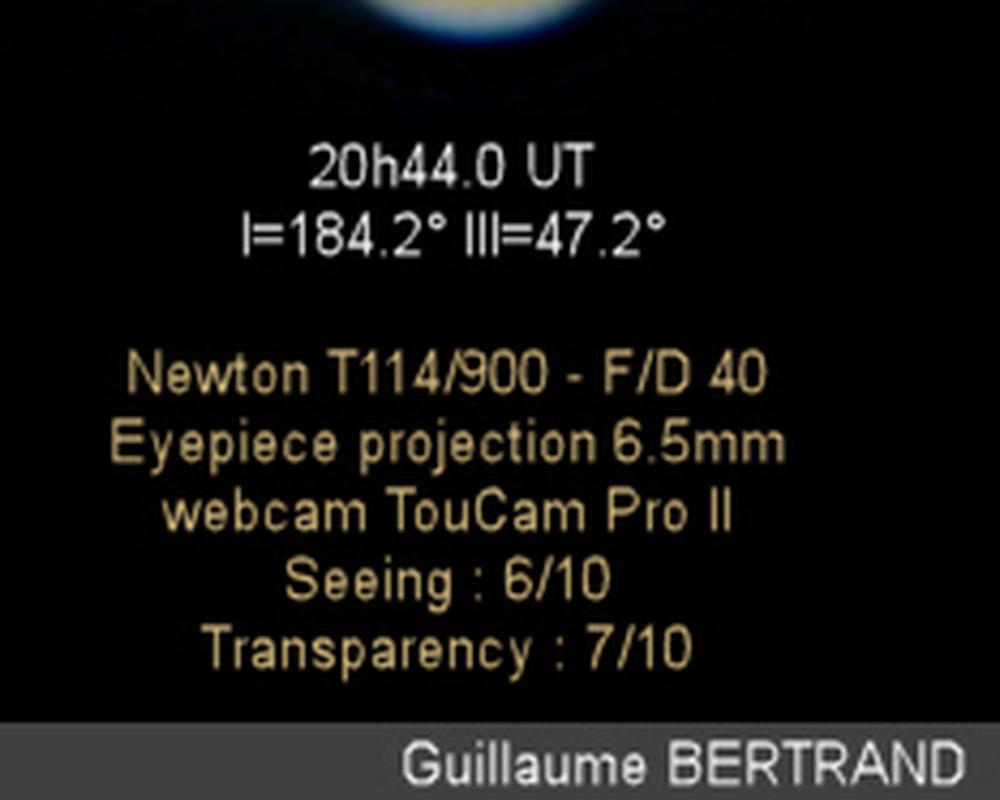 20h44.0 UT
I=184.2° III=47.2°
Newton T114/900 - F/D 40
Eyepiece projection 6.5mm
webcam TouCam Pro II
Seeing : 6/10
Transparency : 7/10
Guillaume BERTRAND